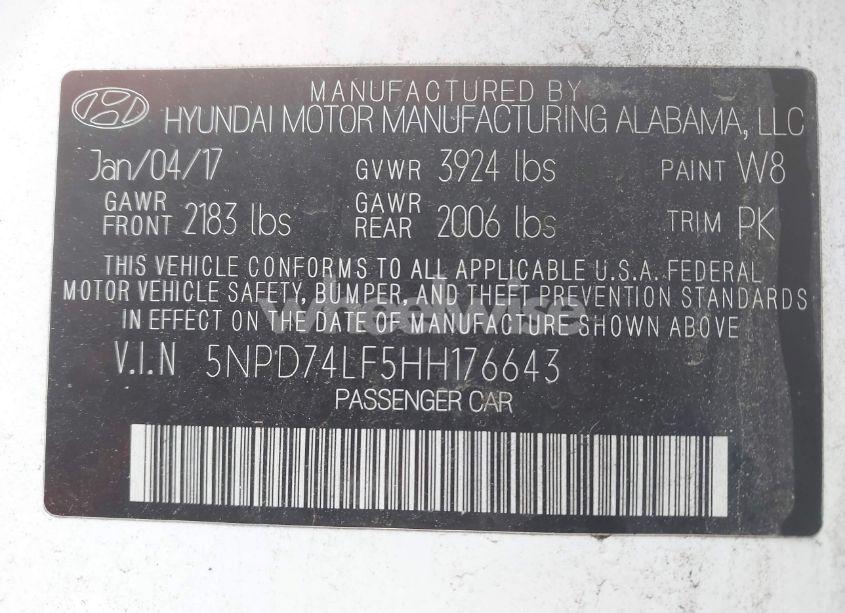 MANUFACTURED BY
HYUNDAI MOTOR MANUFACTURING ALABAMA, LLC
Jan/04/17 GVWR 3924 lbs PAINT W8
GAWR FRONT 2183 lbs GAWR REAR 2006 lbs TRIM PK
THIS VEHICLE CONFORMS TO ALL APPLICABLE U.S.A. FEDERAL
MOTOR VEHICLE SAFETY, BUMPER, AND THEFT PREVENTION STANDARDS
IN EFFECT ON THE DATE OF MANUFACTURE SHOWN ABOVE
wheelwise
V.I.N 5NPD74LF5HH176643
PASSENGER CAR